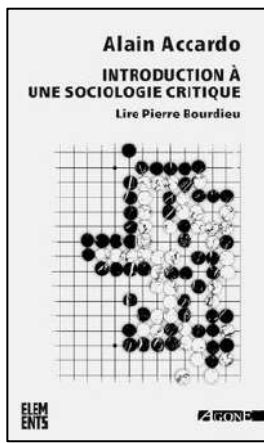 Alain Accardo
INTRODUCTION À
UNE SOCIOLOGIE CRITIQUE
Lire Pierre Bourdieu
ELEM
ENTS
AGONE